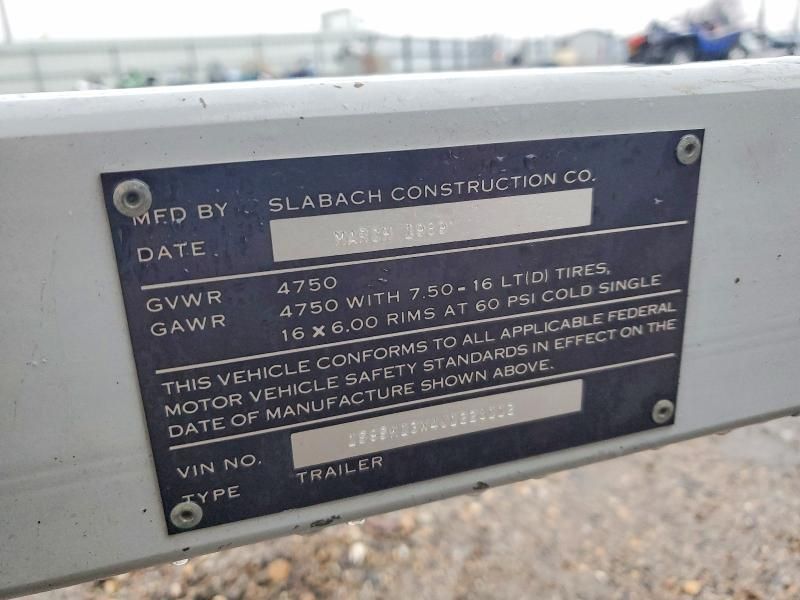 MFD BY SLABACH CONSTRUCTION CO.
DATE MARCH 1989
GVWR 4750
GAWR 4750 WITH 7.50-16 LT(D) TIRES,
16 X 6.00 RIMS AT 60 PSI COLD SINGLE
THIS VEHICLE CONFORMS TO ALL APPLICABLE FEDERAL
MOTOR VEHICLE SAFETY STANDARDS IN EFFECT ON THE
DATE OF MANUFACTURE SHOWN ABOVE.
VIN NO.
TYPE TRAILER